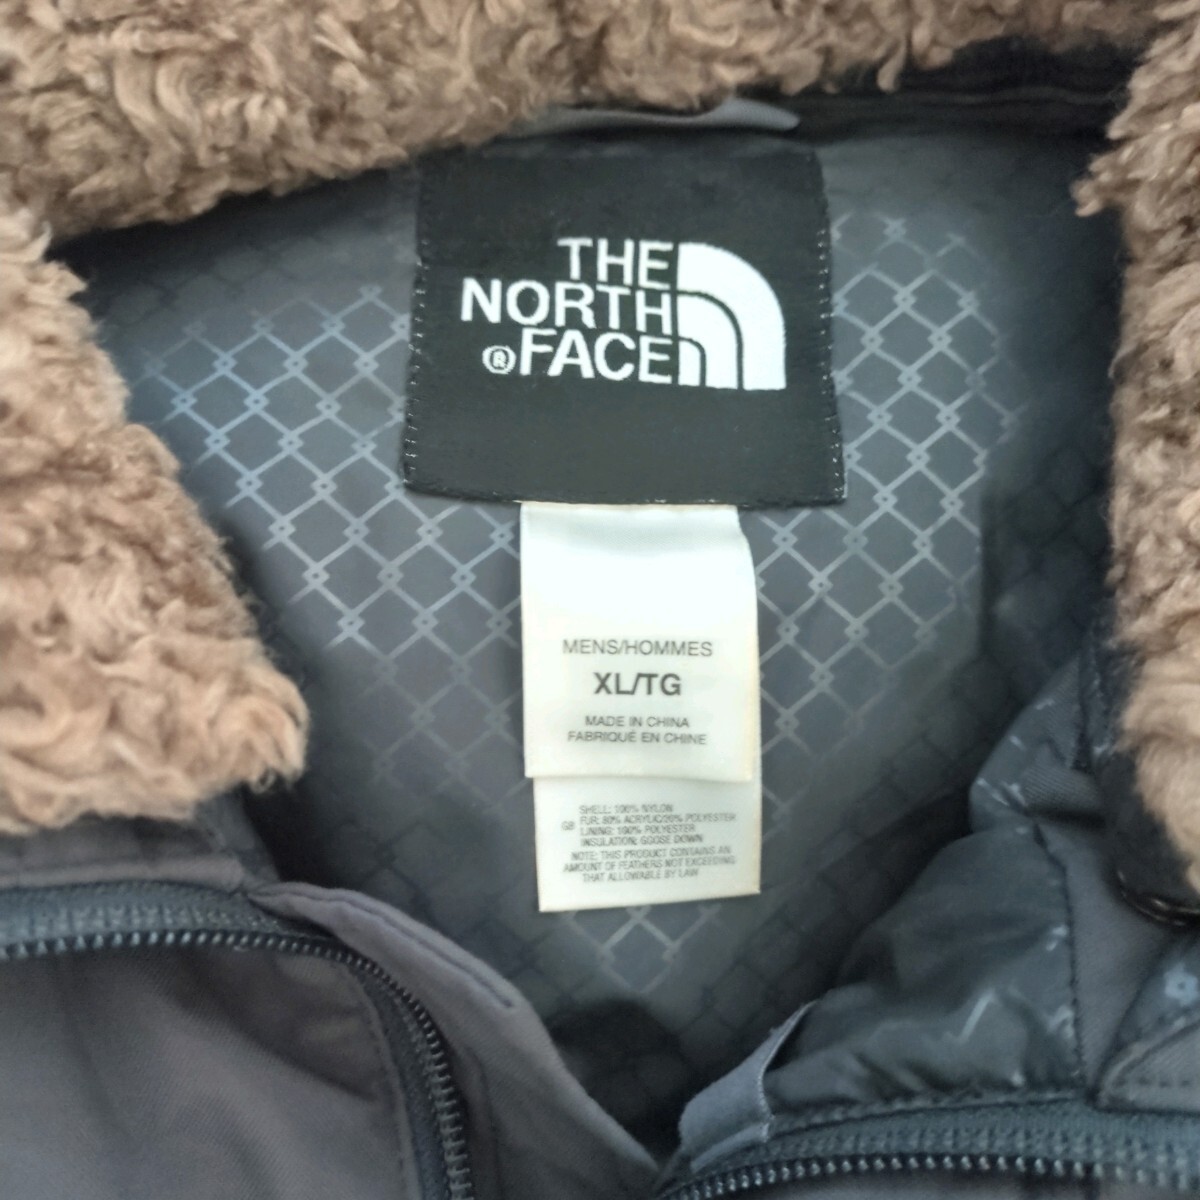 THE
NORTH
®FACE
MENS/HOMMES
XL/TG
MADE IN CHINA
FABRIQUÉ EN CHINE
SHELL: 100% NYLON
GB FUR: 80% ACRYLIC/20% POLYESTER
LINING: 100% POLYESTER
INSULATION: GOOSE DOWN
NOTE: THIS PRODUCT CONTAINS AN
AMOUNT OF FEATHERS NOT EXCEEDING
THAT ALLOWABLE BY LAW